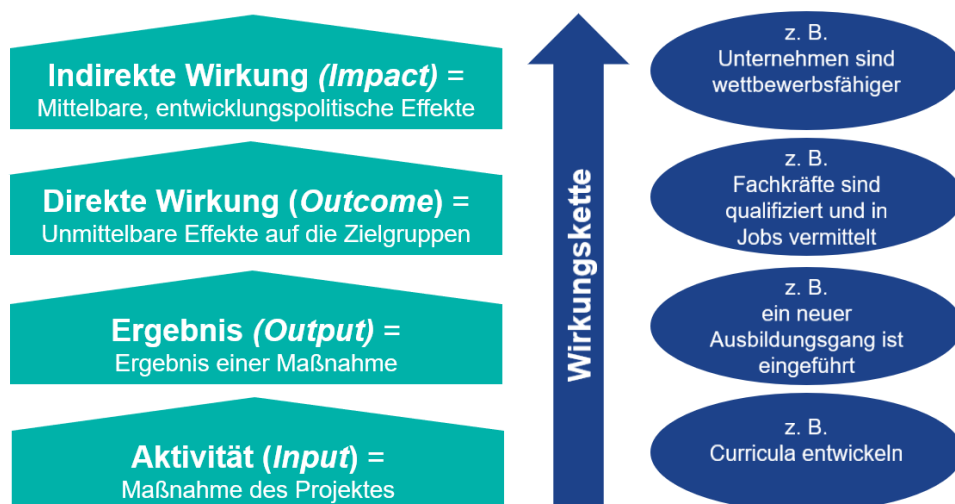 Indirekte Wirkung (Impact) =
Mittelbare, entwicklungspolitische Effekte
Direkte Wirkung (Outcome) =
Unmittelbare Effekte auf die Zielgruppen
Ergebnis (Output) =
Ergebnis einer Maßnahme
Aktivität (Input) =
Maßnahme des Projektes
Wirkungskette
z. B.
Unternehmen sind
wettbewerbsfähiger
z. B.
Fachkräfte sind
qualifiziert und in
Jobs vermittelt
z. B.
ein neuer
Ausbildungsgang ist
eingeführt
z. B.
Curricula entwickeln